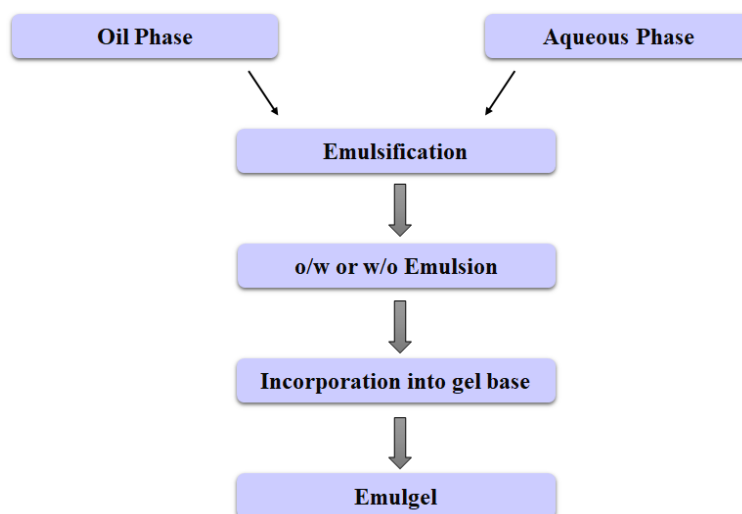 Oil Phase
Aqueous Phase
Emulsification
o/w or w/o Emulsion
Incorporation into gel base
Emulgel